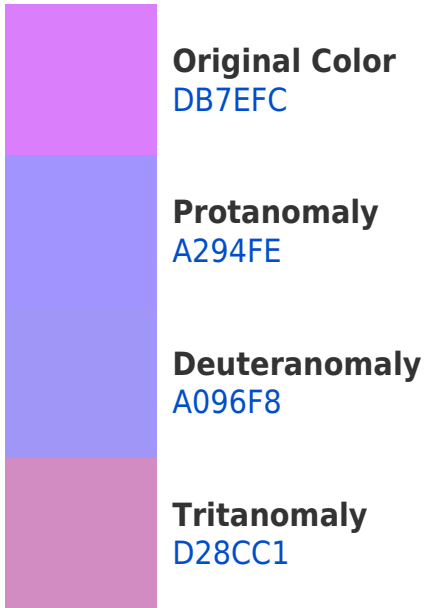 Original Color
DB7EFC
Protanomaly
A294FE
Deuteranomaly
A096F8
Tritanomaly
D28CC1